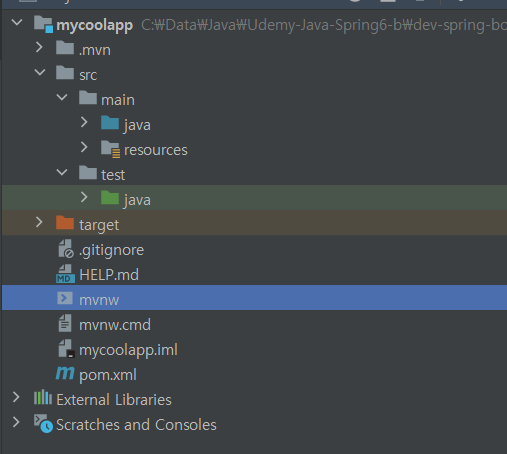 mycoolapp C:₩Data₩Java₩Udemy-Java-Spring6-b₩dev-spring-bo
.mvn
src
main
java
resources
test
java
target
.gitignore
HELP.md
mvnw
mvnw.cmd
mycoolapp.iml
pom.xml
External Libraries
Scratches and Consoles